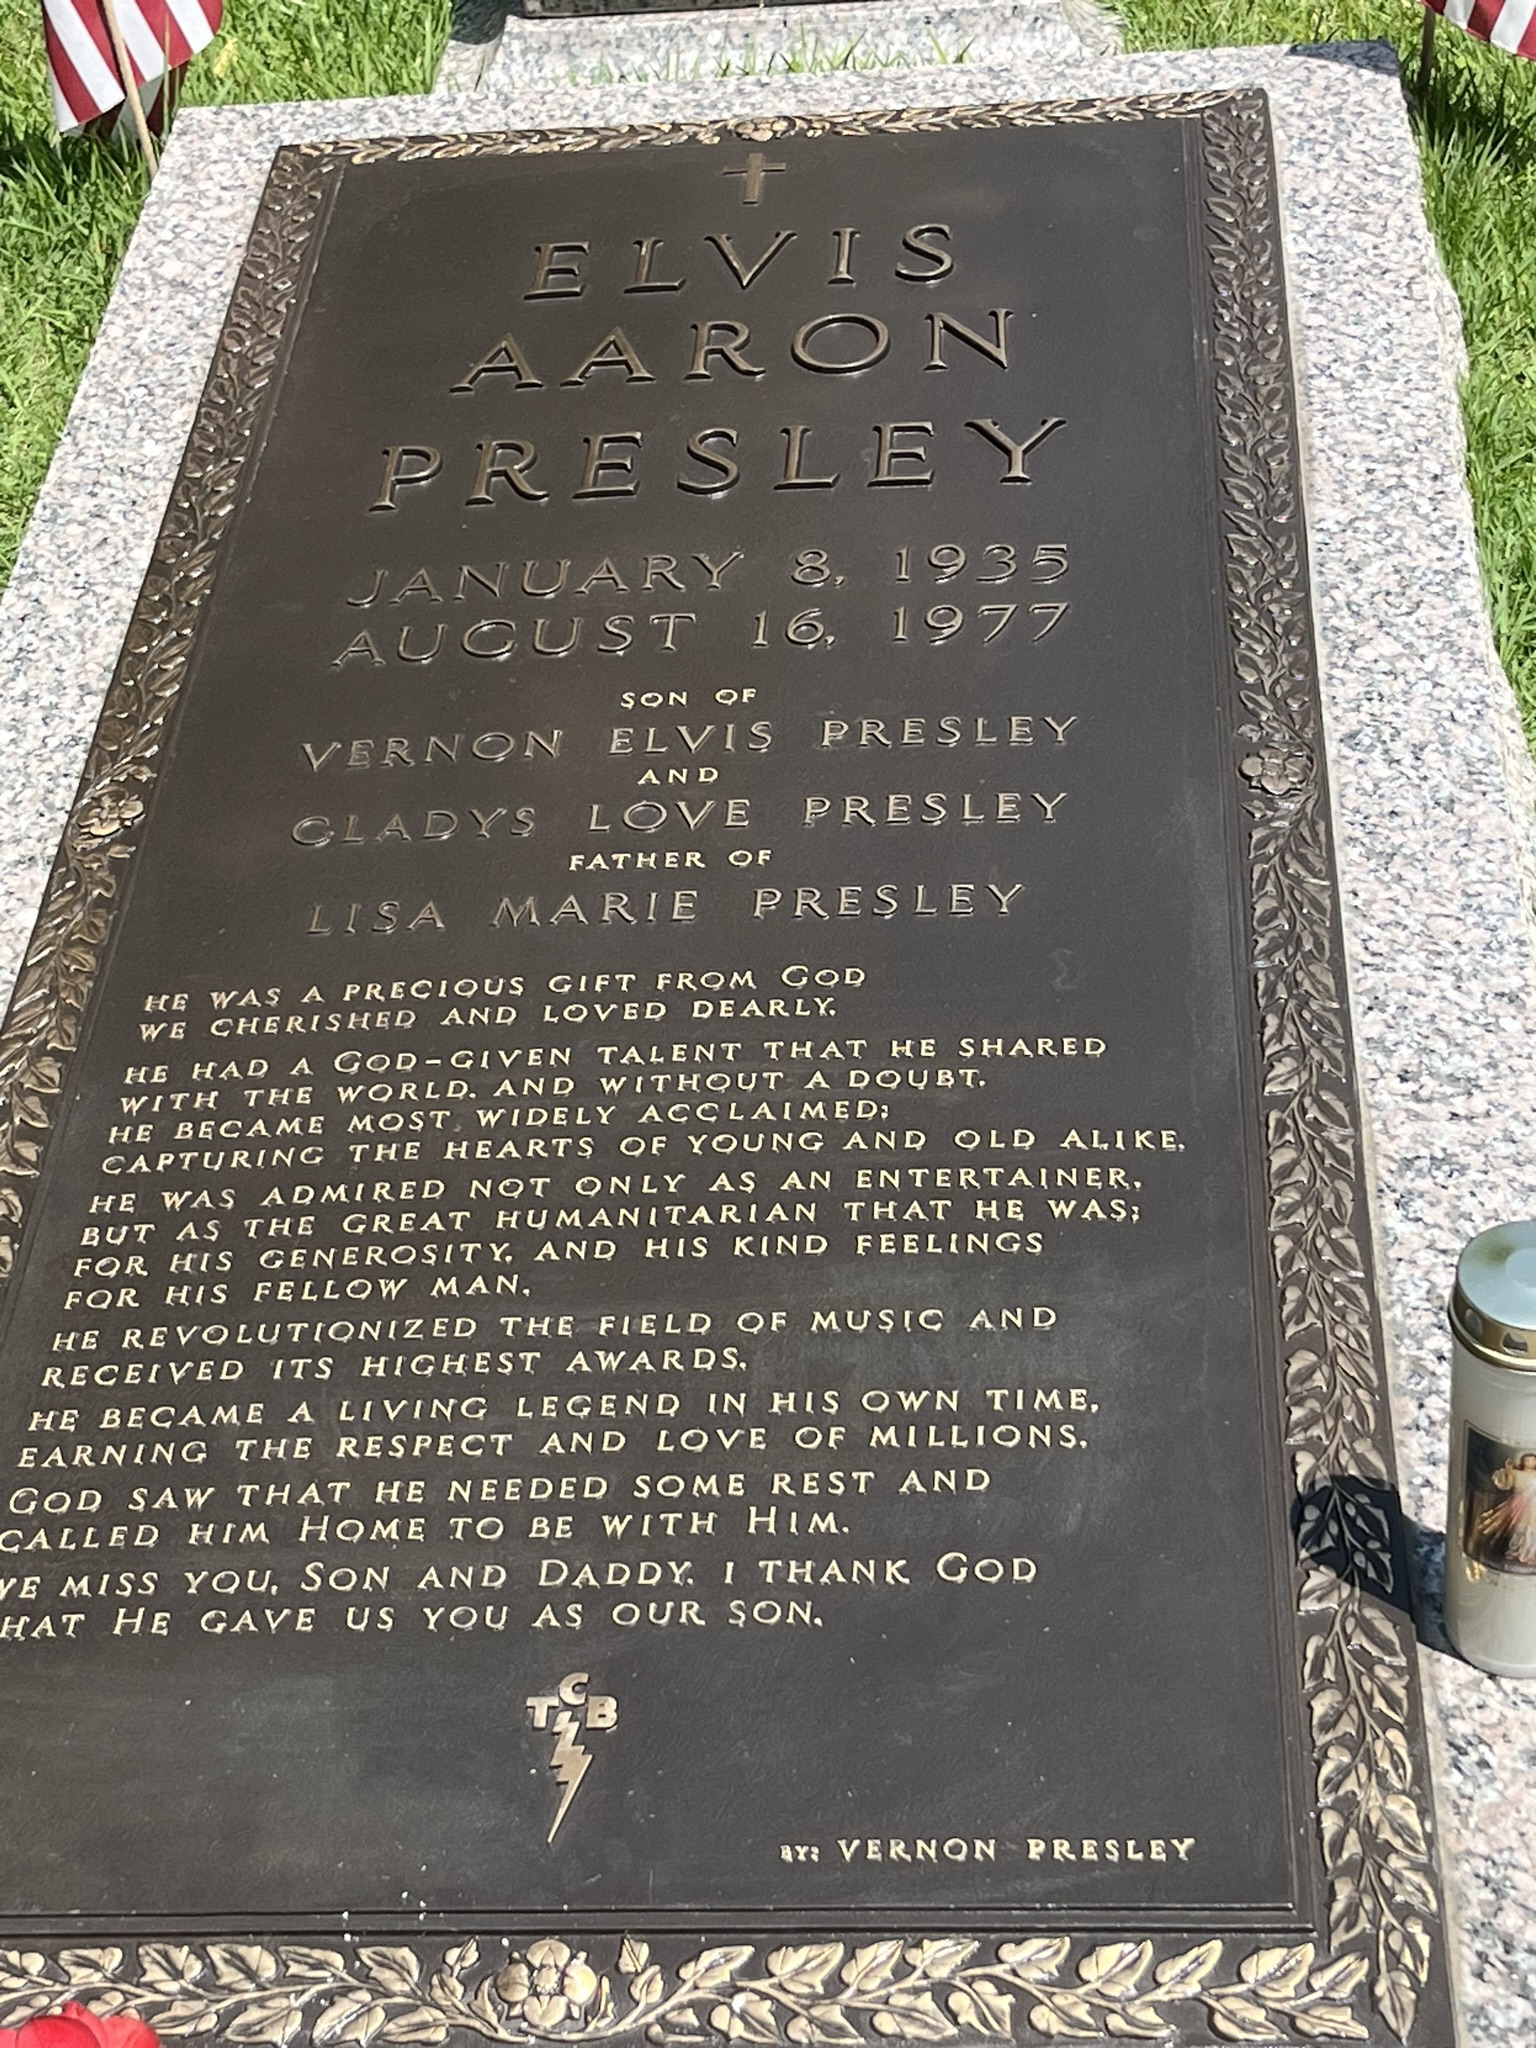 ELVIS
AARON
PRESLEY
JANUARY 8, 1935
AUGUST 16, 1977
SON OF
VERNON ELVIS PRESLEY
AND
GLADYS LOVE PRESLEY
FATHER OF
LISA MARIE PRESLEY
HE WAS A PRECIOUS GIFT FROM GOD
WE CHERISHED AND LOVED DEARLY.
HE HAD A GOD-GIVEN TALENT THAT HE SHARED
WITH THE WORLD. AND WITHOUT A DOUBT,
HE BECAME MOST WIDELY ACCLAIMED;
CAPTURING THE HEARTS OF YOUNG AND OLD ALIKE.
HE WAS ADMIRED NOT ONLY AS AN ENTERTAINER,
BUT AS THE GREAT HUMANITARIAN THAT HE WAS;
FOR HIS GENEROSITY, AND HIS KIND FEELINGS
FOR HIS FELLOW MAN.
HE REVOLUTIONIZED THE FIELD OF MUSIC AND
RECEIVED ITS HIGHEST AWARDS.
HE BECAME A LIVING LEGEND IN HIS OWN TIME,
EARNING THE RESPECT AND LOVE OF MILLIONS.
GOD SAW THAT HE NEEDED SOME REST AND
CALLED HIM HOME TO BE WITH HIM.
WE MISS YOU, SON AND DADDY. I THANK GOD
HAT HE GAVE US YOU AS OUR SON.
TCB
BY: VERNON PRESLEY